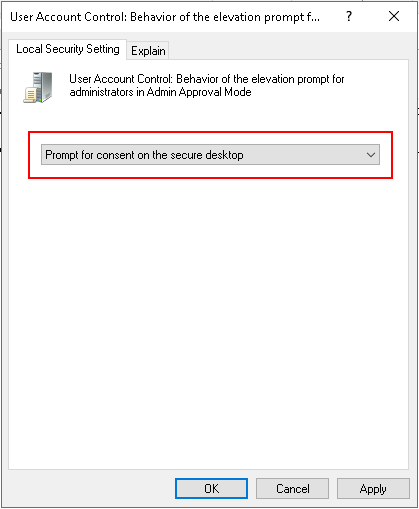 User Account Control: Behavior of the elevation prompt f...
?
Local Security Setting
Explain
User Account Control: Behavior of the elevation prompt for
administrators in Admin Approval Mode
Prompt for consent on the secure desktop
OK
Cancel
Apply